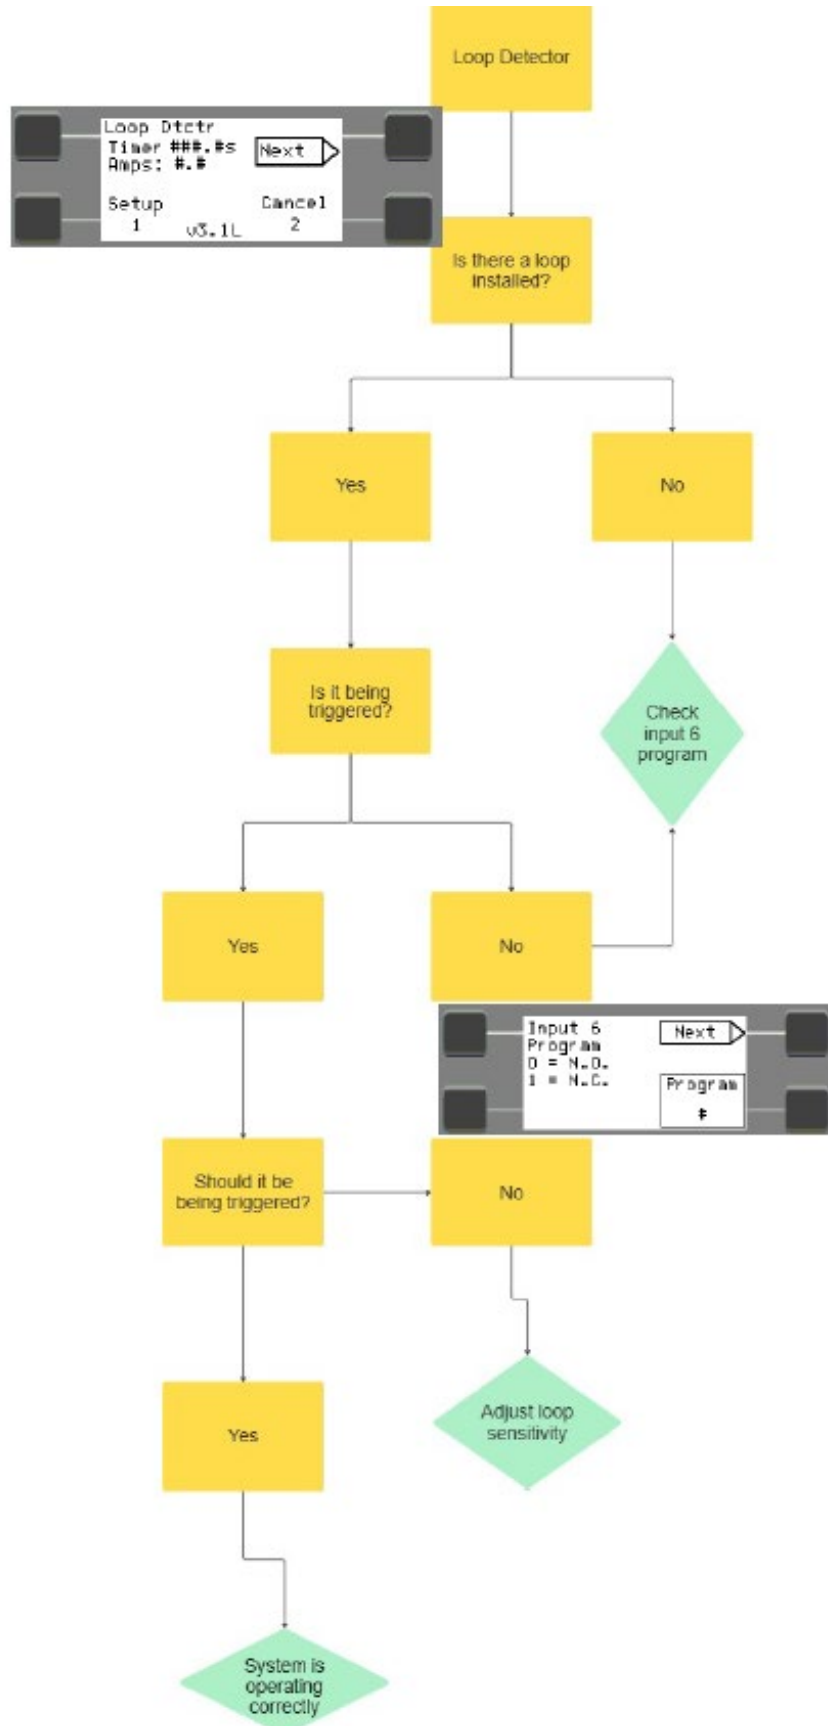 Loop Detector
Loop Dtctr
Timer ###.#s
Next
Amps: #.#
Setup
Cancel
1
v3.1L
2
Is there a loop
installed?
Yes
No
Is it being
triggered?
Check
input 6
program
Yes
No
Input 6
Next
Program
0 = N.O.
1 = N.C.
Program
#
Should it be
being triggered?
No
Yes
Adjust loop
sensitivity
System is
operating
correctly